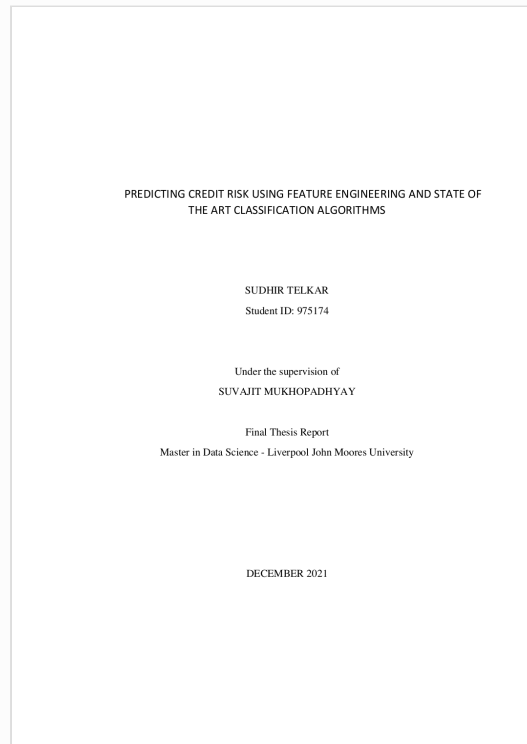 PREDICTING CREDIT RISK USING FEATURE ENGINEERING AND STATE OF
THE ART CLASSIFICATION ALGORITHMS
SUDHIR TELKAR
Student ID: 975174
Under the supervision of
SUVAJIT MUKHOPADHYAY
Final Thesis Report
Master in Data Science - Liverpool John Moores University
DECEMBER 2021